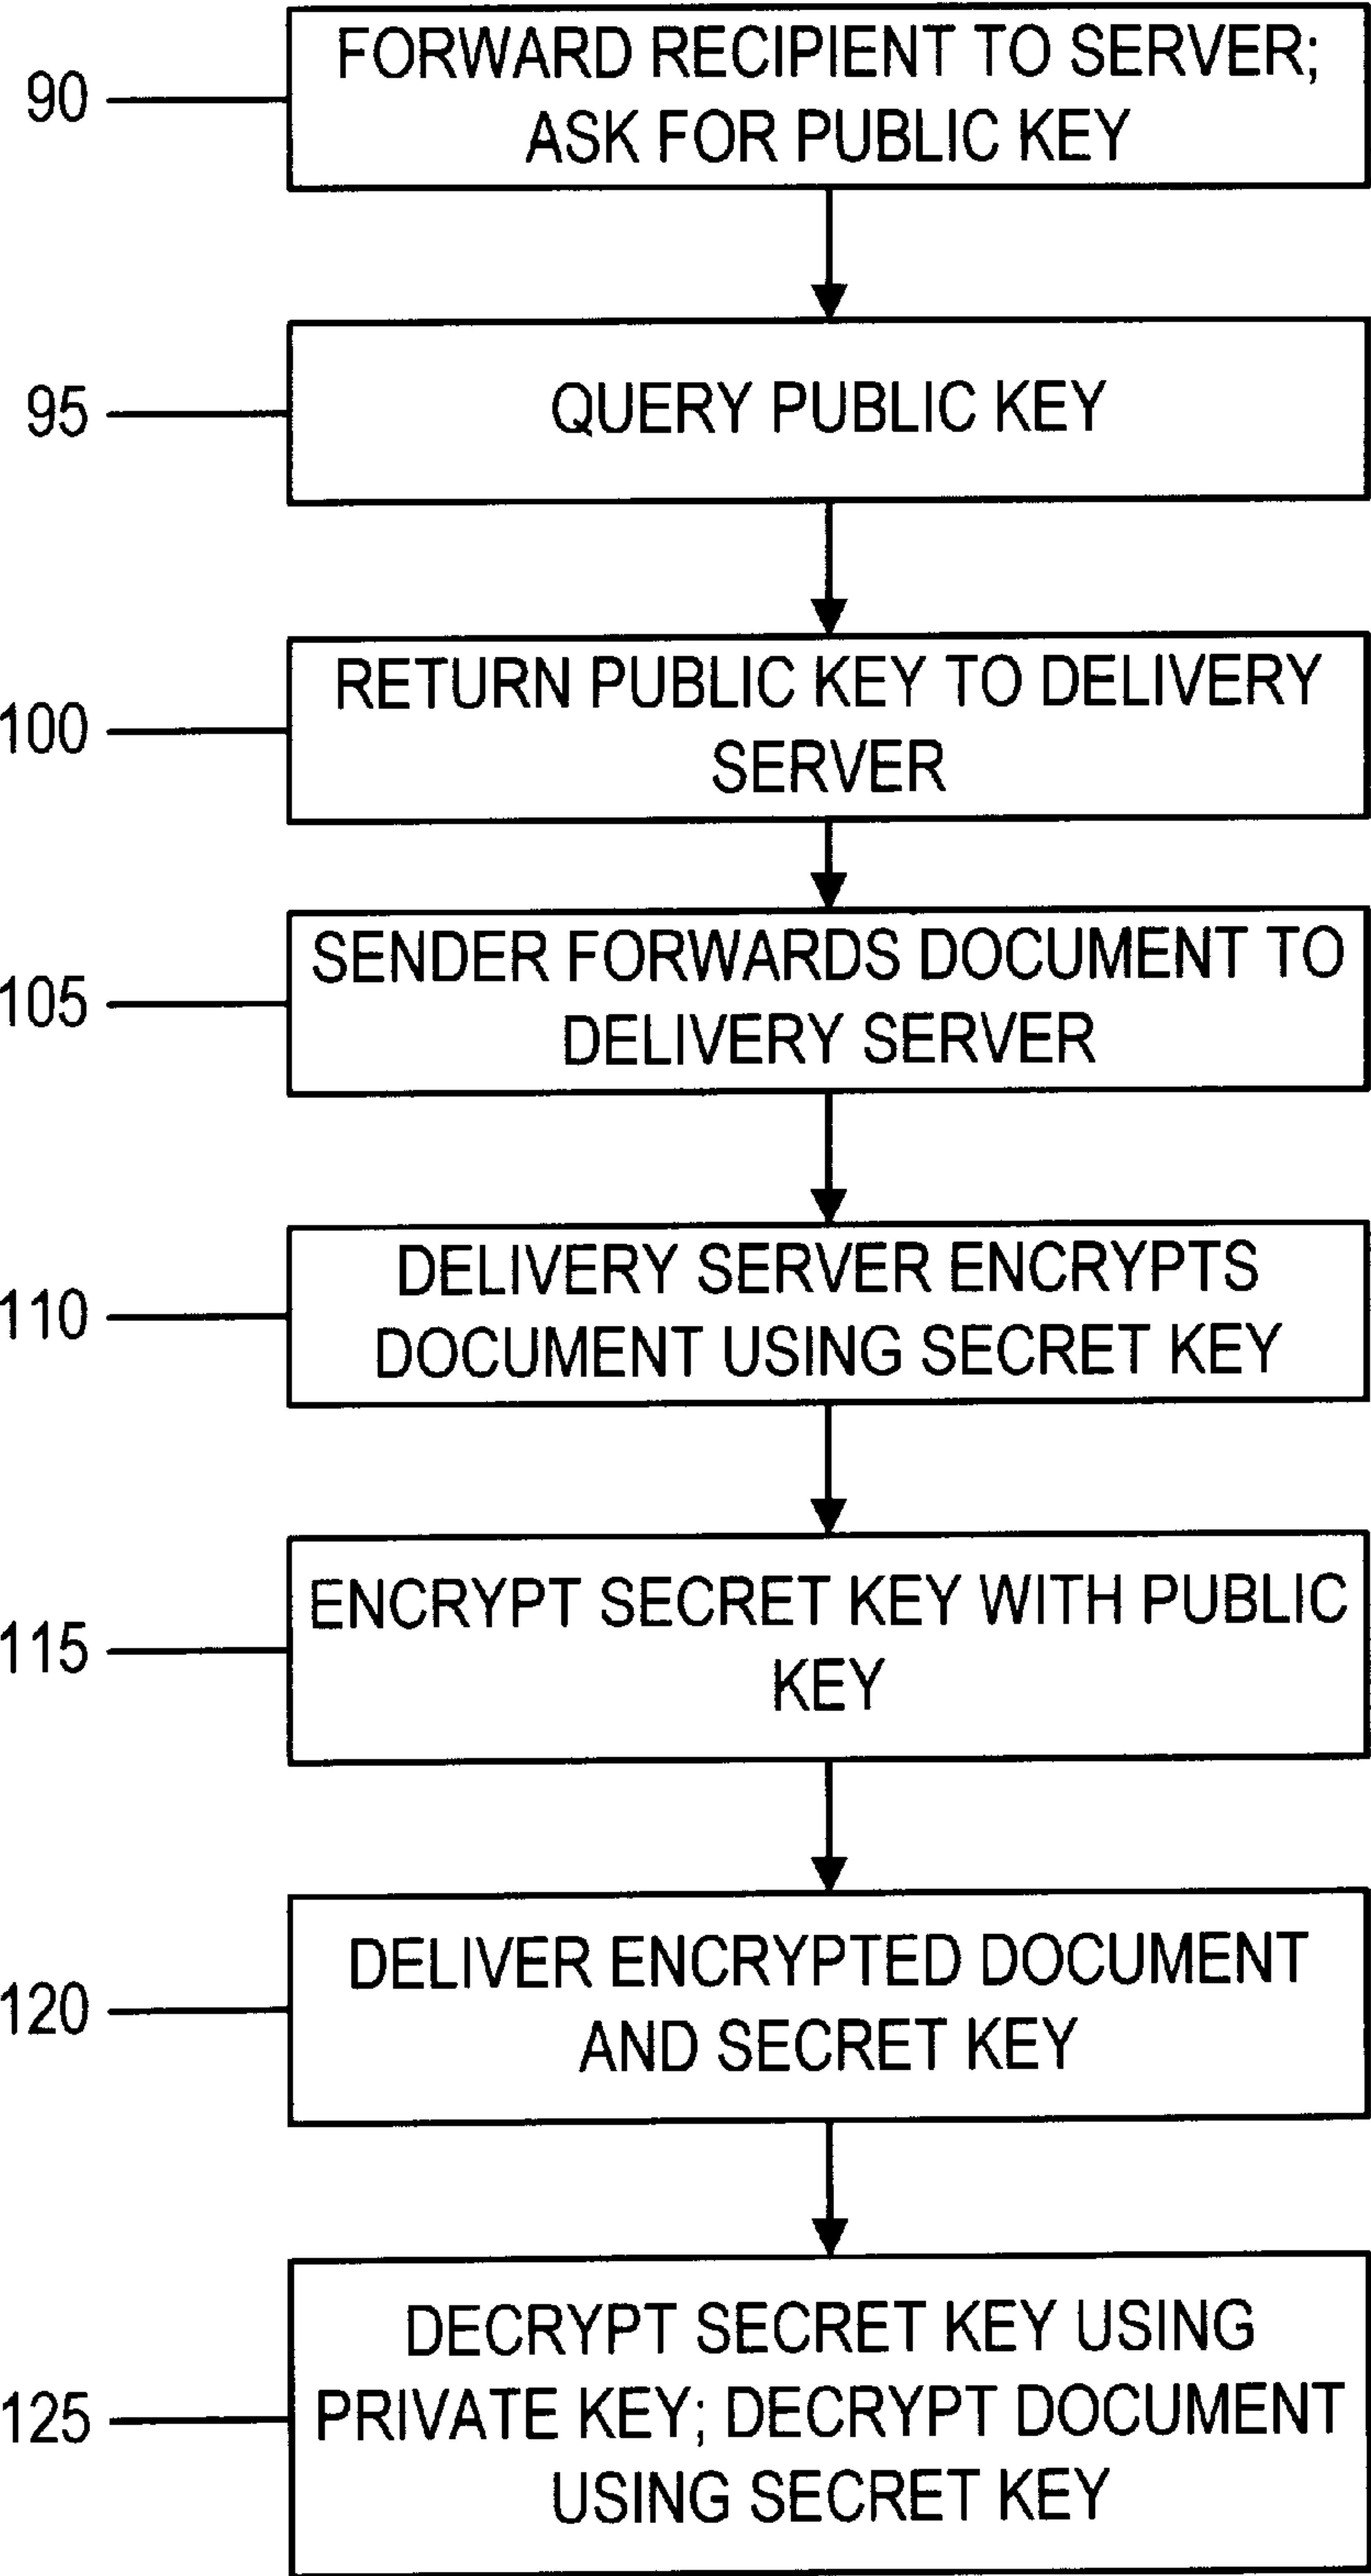 90
FORWARD RECIPIENT TO SERVER;
ASK FOR PUBLIC KEY
95
QUERY PUBLIC KEY
100
RETURN PUBLIC KEY TO DELIVERY
SERVER
105
SENDER FORWARDS DOCUMENT TO
DELIVERY SERVER
110
DELIVERY SERVER ENCRYPTS
DOCUMENT USING SECRET KEY
115
ENCRYPT SECRET KEY WITH PUBLIC
KEY
120
DELIVER ENCRYPTED DOCUMENT
AND SECRET KEY
125
DECRYPT SECRET KEY USING
PRIVATE KEY; DECRYPT DOCUMENT
USING SECRET KEY